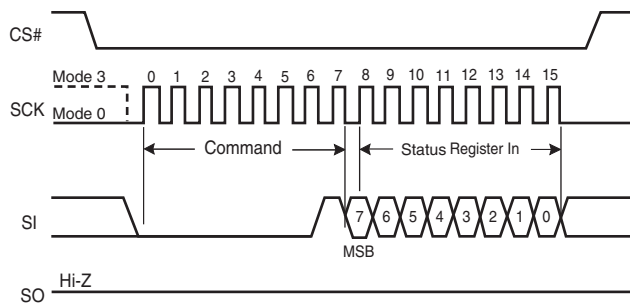 CS#
Mode 3
0 1 2 3 4 5 6 7 8 9 10 11 12 13 14 15
SCK
Mode 0
Command
Status Register In
SI
7 6 5 4 3 2 1 0
MSB
Hi-Z
SO